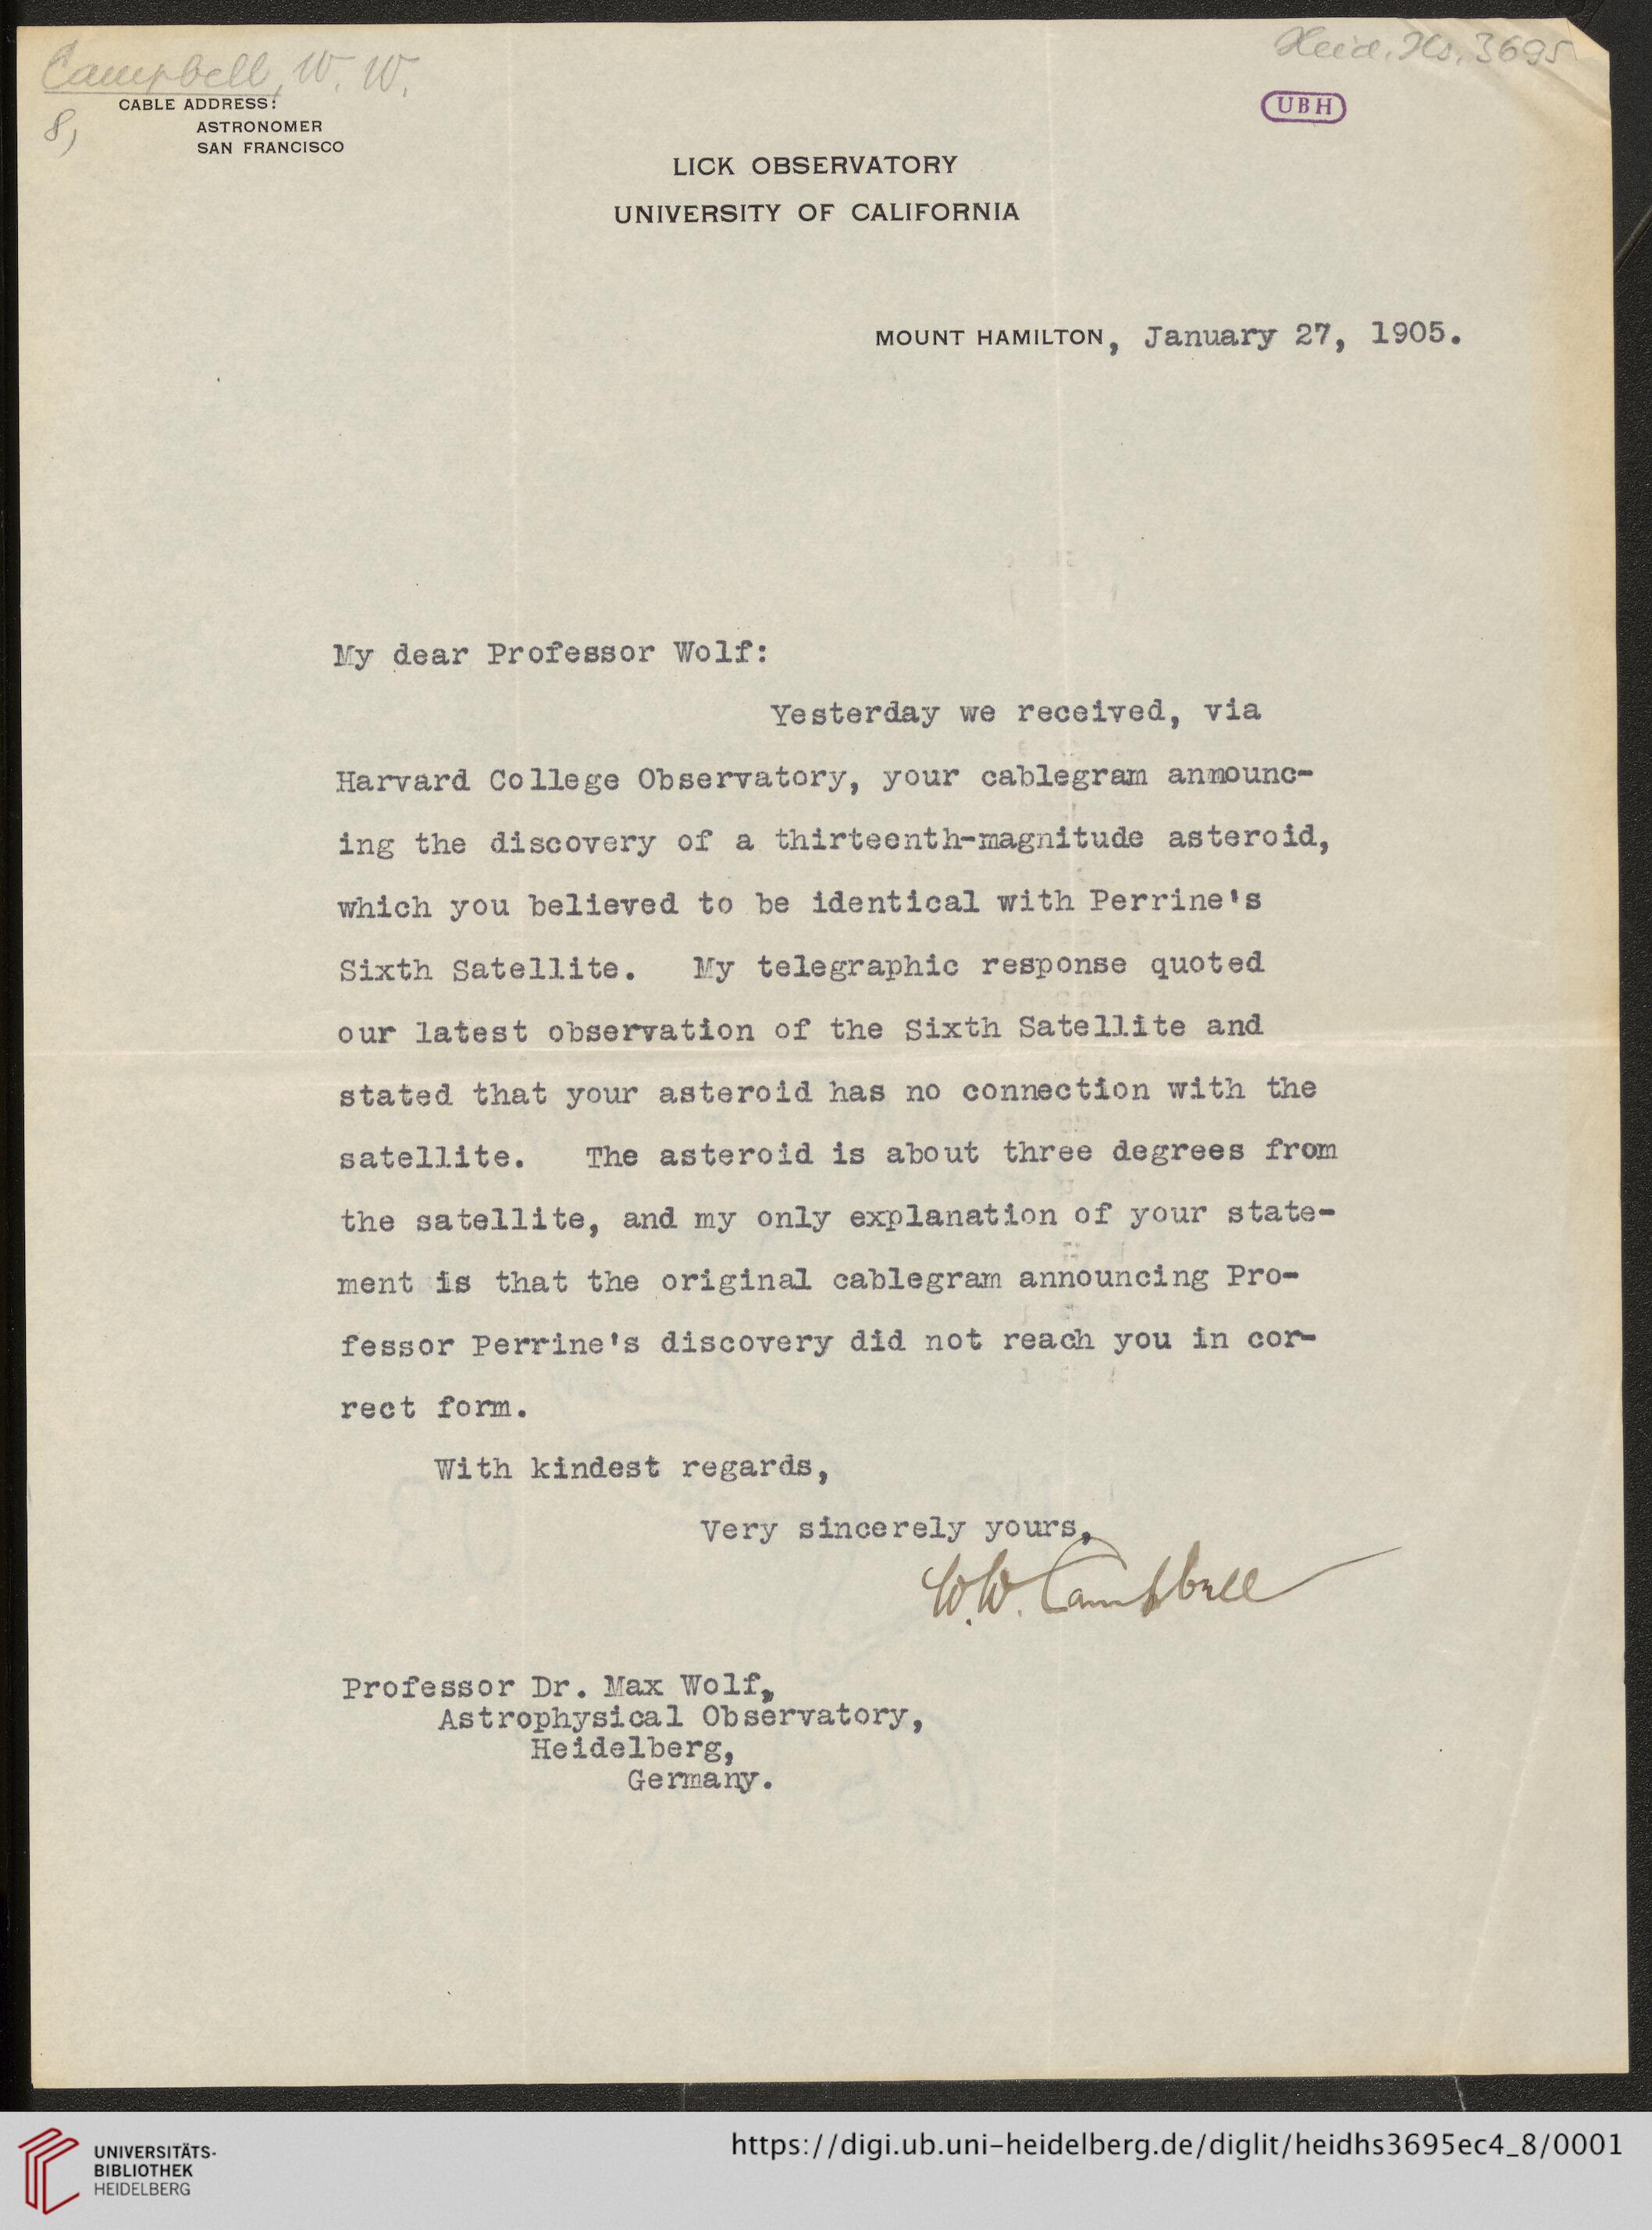 Campbell, W. W.
Heid. Hs. 3695
8)
CABLE ADDRESS:
ASTRONOMER
SAN FRANCISCO
UBH
LICK OBSERVATORY
UNIVERSITY OF CALIFORNIA
MOUNT HAMILTON, January 27, 1905.
My dear Professor Wolf:
Yesterday we received, via
Harvard College Observatory, your cablegram announc-
ing the discovery of a thirteenth-magnitude asteroid,
which you believed to be identical with Perrine's
Sixth Satellite. My telegraphic response quoted
our latest observation of the Sixth Satellite and
stated that your asteroid has no connection with the
satellite. The asteroid is about three degrees from
the satellite, and my only explanation of your state-
ment is that the original cablegram announcing Pro-
fessor Perrine's discovery did not reach you in cor-
rect form.
With kindest regards,
Very sincerely yours,
W. W. Campbell
Professor Dr. Max Wolf,
Astrophysical Observatory,
Heidelberg,
Germany.
UNIVERSITÄTS-
BIBLIOTHEK
HEIDELBERG
https://digi.ub.uni-heidelberg.de/diglit/heidhs3695ec4_8/0001